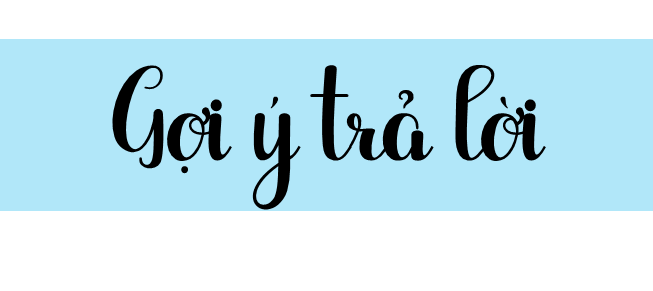 Gợi ý trả lời